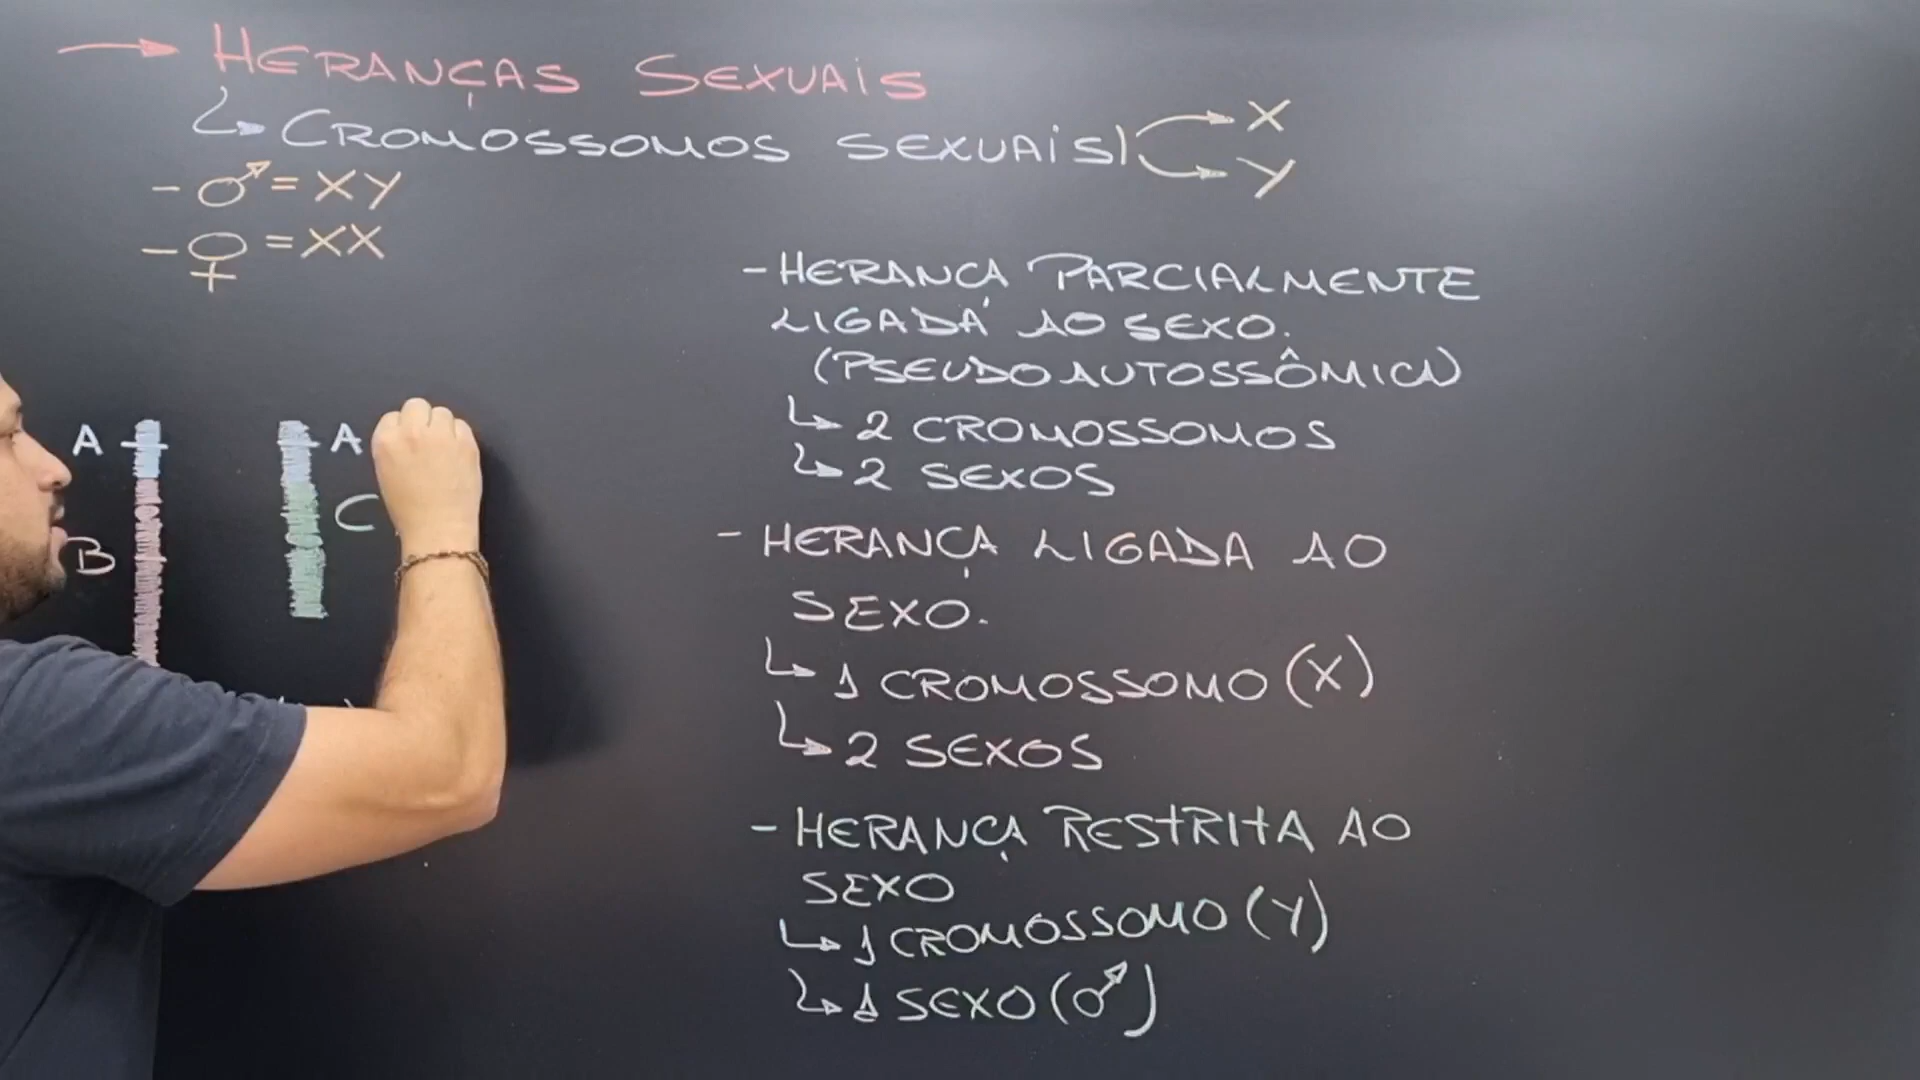 HERANÇAS SEXUAIS
CROMOSSOMOS SEXUAIS
X
Y
- ♂ = XY
- ♀ = XX
- HERANÇA PARCIALMENTE
LIGADA AO SEXO.
(PSEUDOAUTOSSÔMICA)
2 CROMOSSOMOS
2 SEXOS
A
A
B
C
- HERANÇA LIGADA AO
SEXO.
1 CROMOSSOMO (X)
2 SEXOS
- HERANÇA RESTRITA AO
SEXO
1 CROMOSSOMO (Y)
1 SEXO (♂)